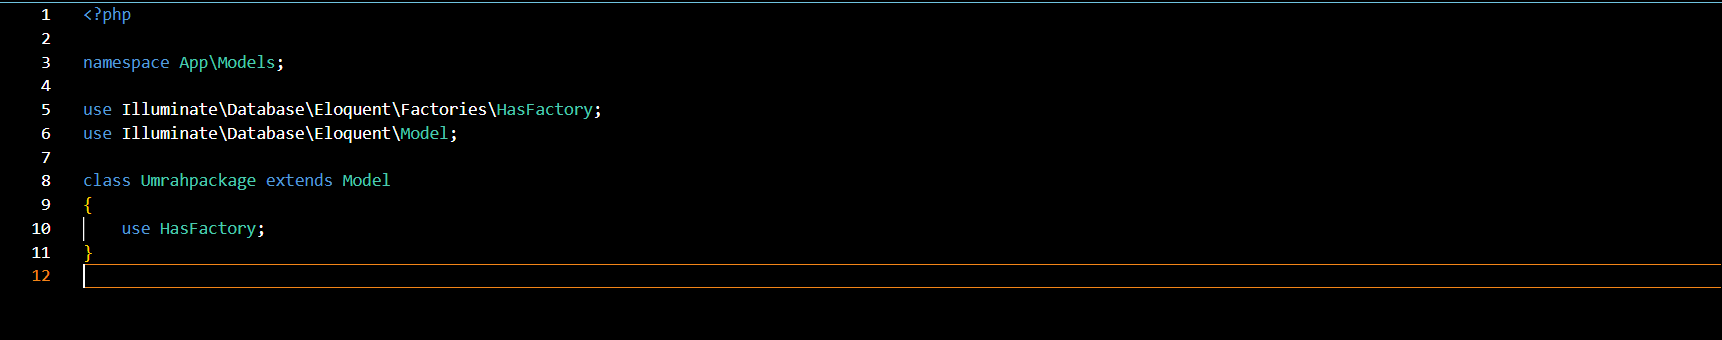 1 <?php
2
3 namespace App\Models;
4
5 use Illuminate\Database\Eloquent\Factories\HasFactory;
6 use Illuminate\Database\Eloquent\Model;
7
8 class Umrahpackage extends Model
9 {
10 use HasFactory;
11 }
12